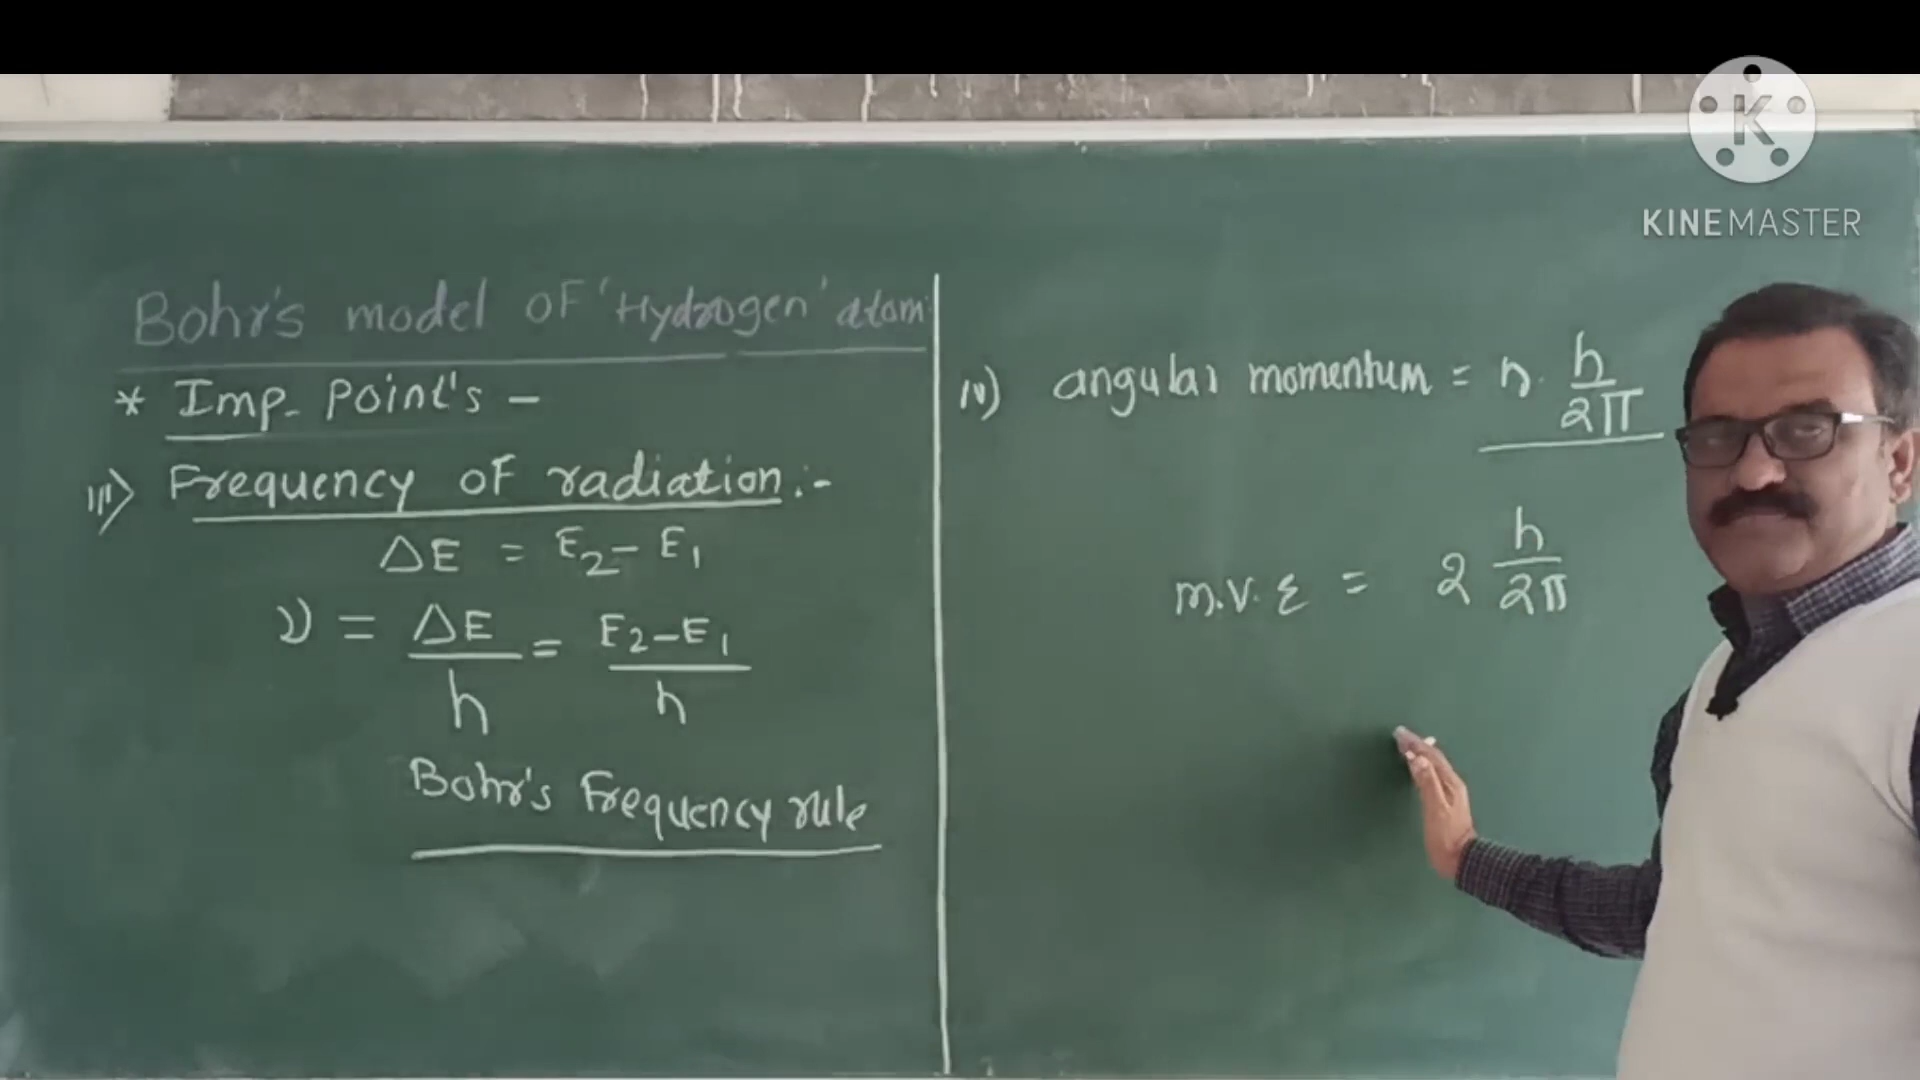 K
KINEMASTER
Bohr's model of 'Hydrogen' atom
* Imp. Point's -
iii) Frequency of radiation :-
ΔE = E₂ - E₁
ν = ΔE/h = E₂-E₁/h
Bohr's Frequency rule
iv) angular momentum = n. h/2π
m.v.r = 2 h/2π